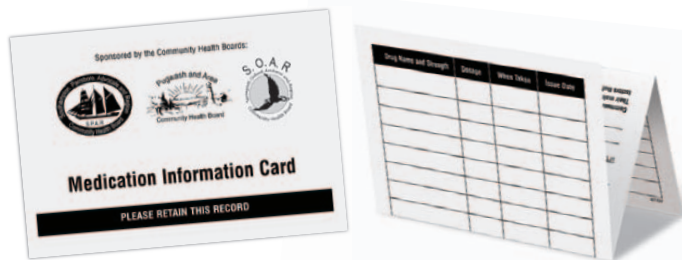 Sponsored by the Community Health Boards:
S.P.A.R.
Pugwash and Area
Community Health Board
S.O.A.R
Medication Information Card
PLEASE RETAIN THIS RECORD
Drug Name and Strength
Dosage
When Taken
Issue Date